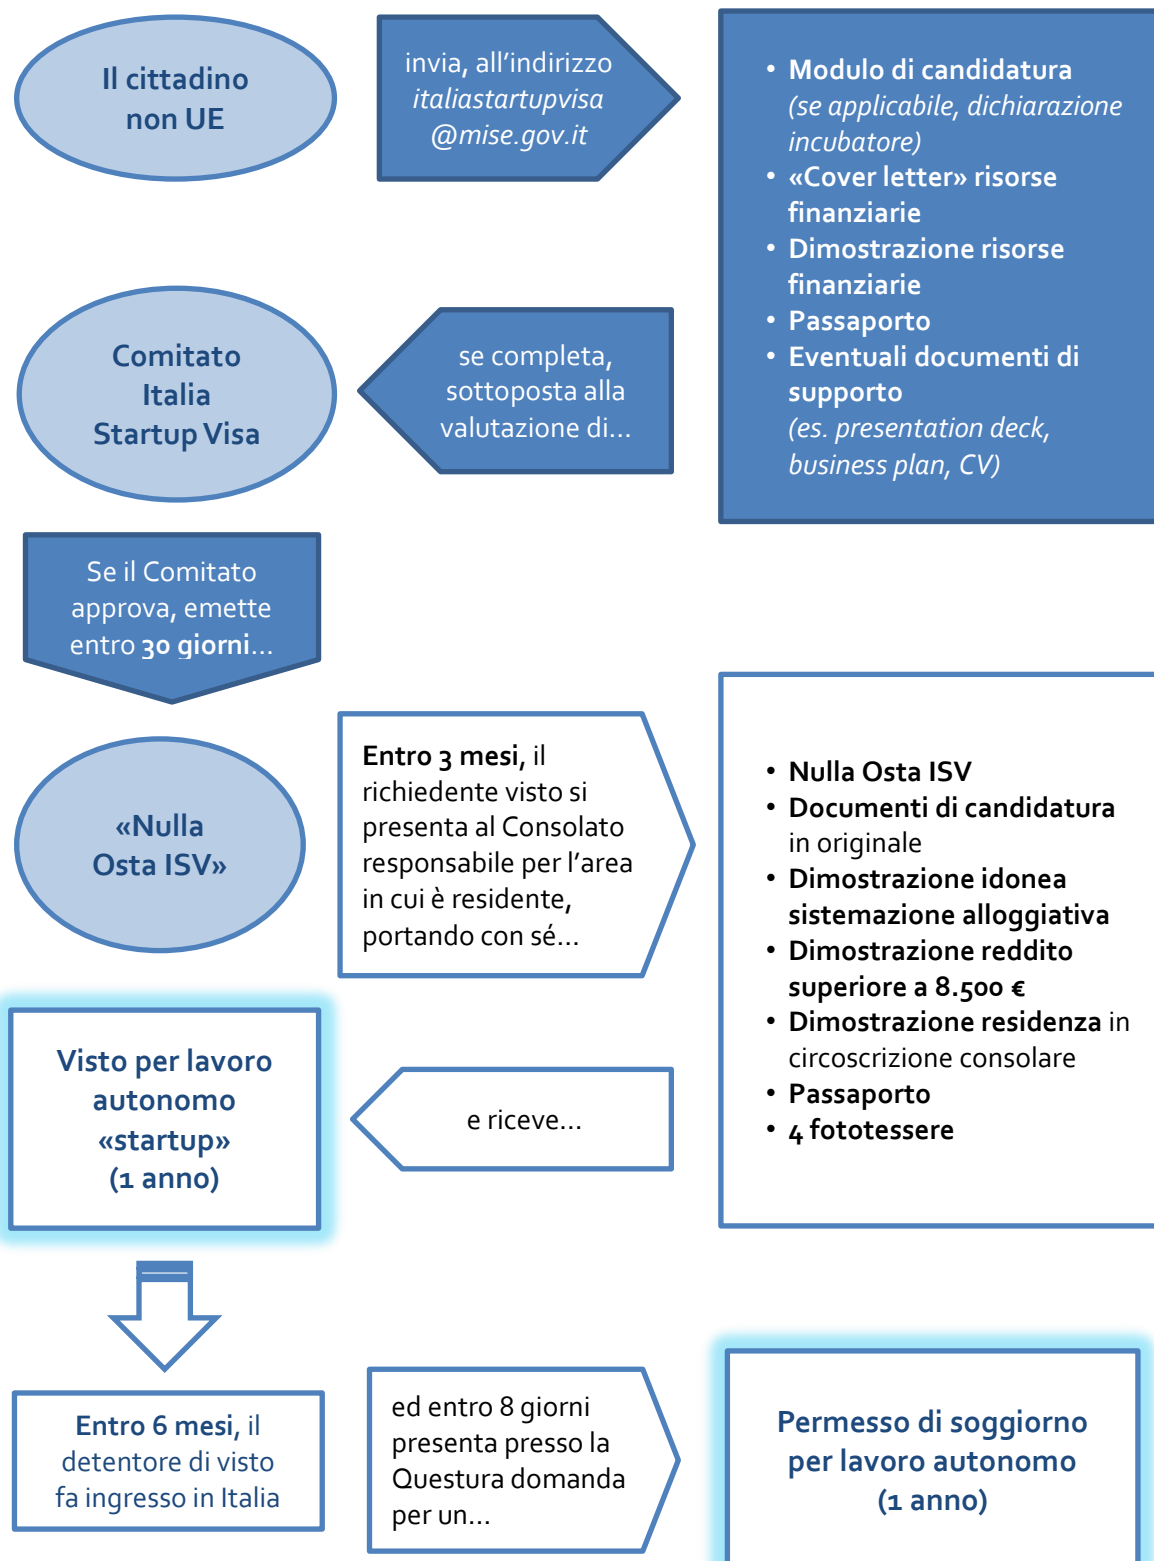 Il cittadino
non UE
invia, all'indirizzo
italiastartupvisa
@mise.gov.it
• Modulo di candidatura
(se applicabile, dichiarazione
incubatore)
• «Cover letter» risorse
finanziarie
• Dimostrazione risorse
finanziarie
• Passaporto
• Eventuali documenti di
supporto
(es. presentation deck,
business plan, CV)
se completa,
sottoposta alla
valutazione di...
Comitato
Italia
Startup Visa
Se il Comitato
approva, emette
entro 30 giorni...
«Nulla
Osta ISV»
Entro 3 mesi, il
richiedente visto si
presenta al Consolato
responsabile per l'area
in cui è residente,
portando con sé...
• Nulla Osta ISV
• Documenti di candidatura
in originale
• Dimostrazione idonea
sistemazione alloggiativa
• Dimostrazione reddito
superiore a 8.500 €
• Dimostrazione residenza in
circoscrizione consolare
• Passaporto
• 4 fototessere
e riceve...
Visto per lavoro
autonomo
«startup»
(1 anno)
Entro 6 mesi, il
detentore di visto
fa ingresso in Italia
ed entro 8 giorni
presenta presso la
Questura domanda
per un...
Permesso di soggiorno
per lavoro autonomo
(1 anno)